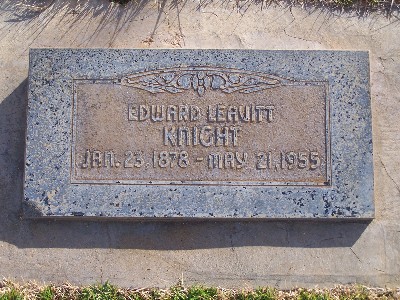 EDWARD LEAVITT
KNIGHT
JAN. 23, 1878 - MAY 21, 1955